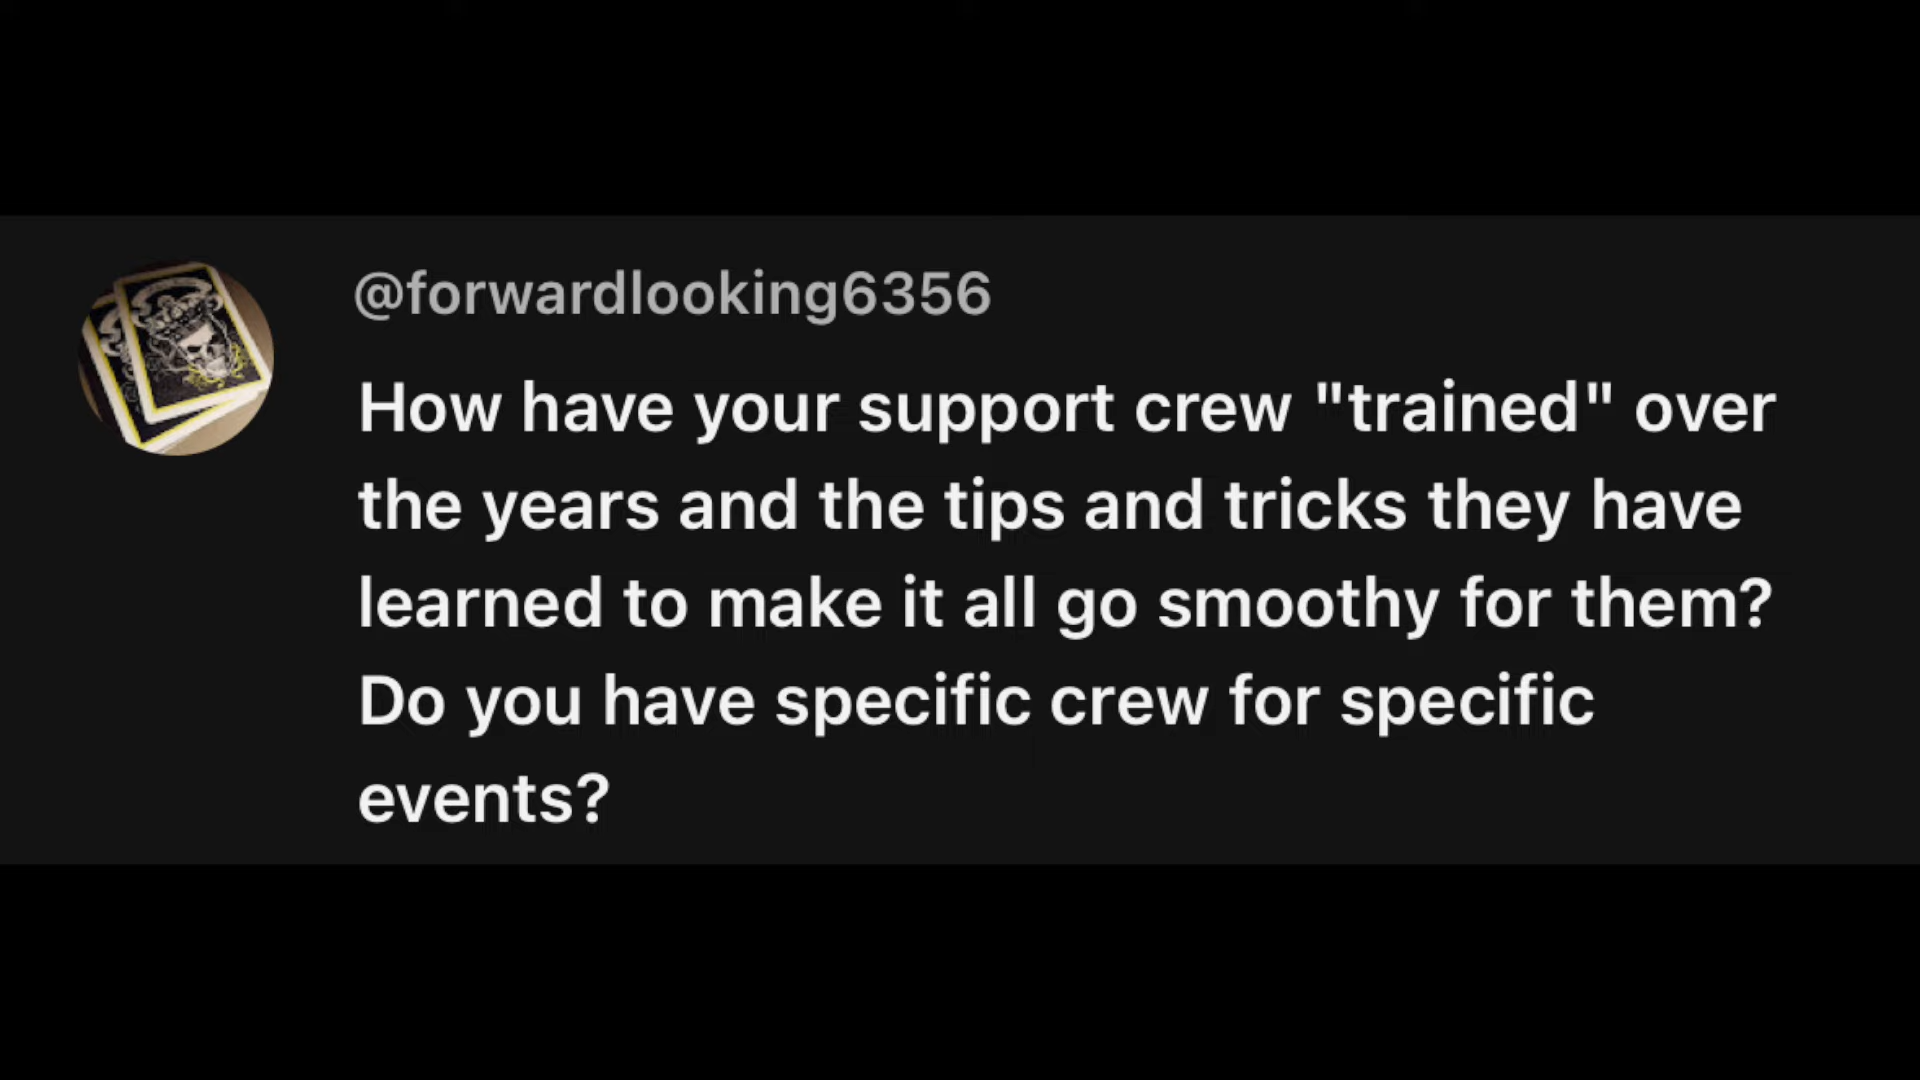 @forwardlooking6356
How have your support crew "trained" over
the years and the tips and tricks they have
learned to make it all go smoothy for them?
Do you have specific crew for specific
events?